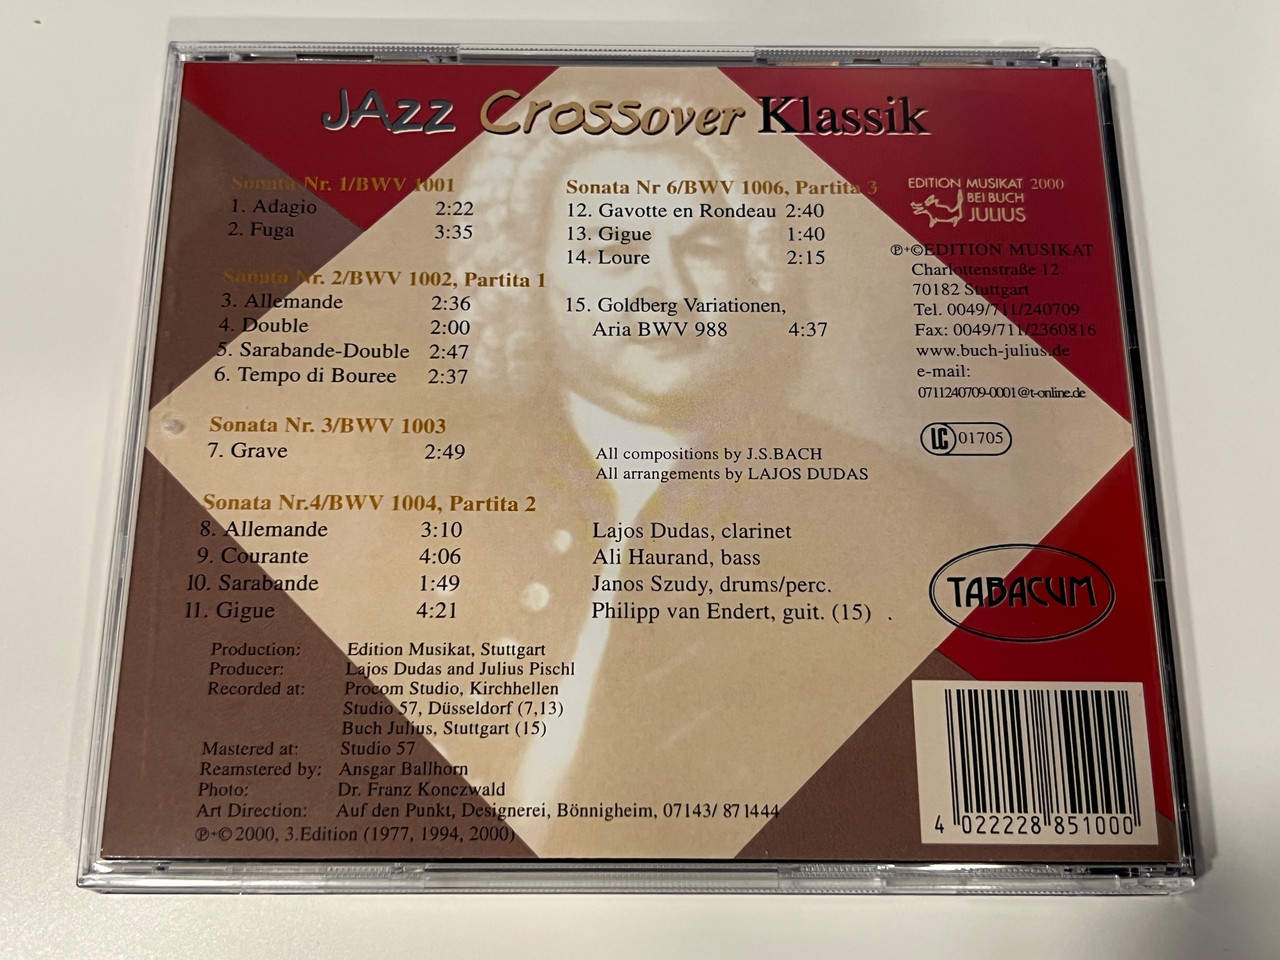 JAzz Crossover Klassik
Sonata Nr. 1/BWV 1001
1. Adagio 2:22
2. Fuga 3:35
Sonata Nr. 2/BWV 1002, Partita 1
3. Allemande 2:36
4. Double 2:00
5. Sarabande-Double 2:47
6. Tempo di Bouree 2:37
Sonata Nr. 3/BWV 1003
7. Grave 2:49
Sonata Nr.4/BWV 1004, Partita 2
8. Allemande 3:10
9. Courante 4:06
10. Sarabande 1:49
11. Gigue 4:21
Sonata Nr 6/BWV 1006, Partita 3
12. Gavotte en Rondeau 2:40
13. Gigue 1:40
14. Loure 2:15
15. Goldberg Variationen,
Aria BWV 988 4:37
All compositions by J.S.BACH
All arrangements by LAJOS DUDAS
Lajos Dudas, clarinet
Ali Haurand, bass
Janos Szudy, drums/perc.
Philipp van Endert, guit. (15) .
Production: Edition Musikat, Stuttgart
Producer: Lajos Dudas and Julius Pischl
Recorded at: Procom Studio, Kirchhellen
Studio 57, Düsseldorf (7,13)
Buch Julius, Stuttgart (15)
Mastered at: Studio 57
Reamstered by: Ansgar Ballhorn
Photo: Dr. Franz Konczwald
Art Direction: Auf den Punkt, Designerei, Bönnigheim, 07143/ 871444
℗+© 2000, 3.Edition (1977, 1994, 2000)
EDITION MUSIKAT 2000
BEI BUCH
JULIUS
℗+©EDITION MUSIKAT
Charlottenstraße 12
70182 Stuttgart
Tel. 0049/711/240709
Fax: 0049/711/2360816
www.buch-julius.de
e-mail:
0711240709-0001@t-online.de
LC 01705
TABACUM
4 022228 851000